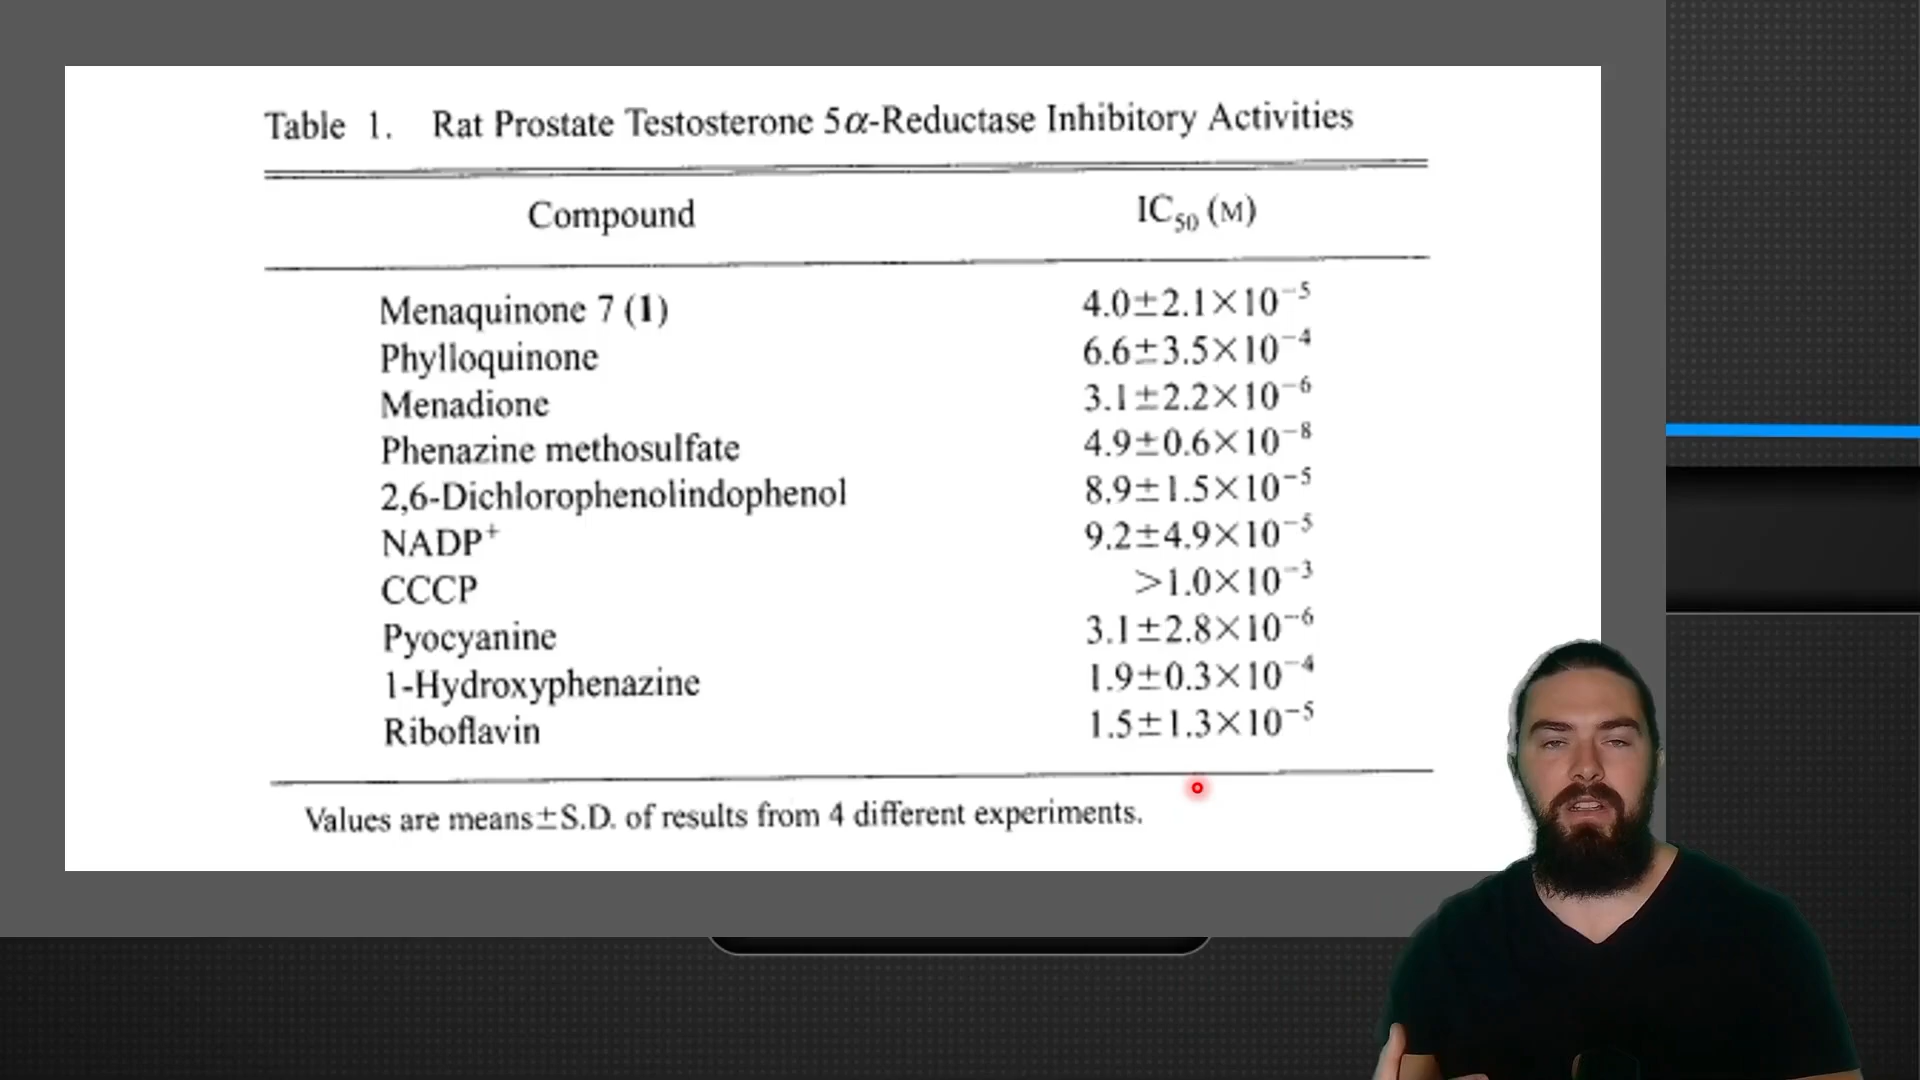 Table 1. Rat Prostate Testosterone 5α-Reductase Inhibitory Activities
Compound IC₅₀ (M)
Menaquinone 7 (1) 4.0±2.1×10⁻⁵
Phylloquinone 6.6±3.5×10⁻⁴
Menadione 3.1±2.2×10⁻⁶
Phenazine methosulfate 4.9±0.6×10⁻⁸
2,6-Dichlorophenolindophenol 8.9±1.5×10⁻⁵
NADP⁺ 9.2±4.9×10⁻⁵
CCCP >1.0×10⁻³
Pyocyanine 3.1±2.8×10⁻⁶
1-Hydroxyphenazine 1.9±0.3×10⁻⁴
Riboflavin 1.5±1.3×10⁻⁵
Values are means±S.D. of results from 4 different experiments.